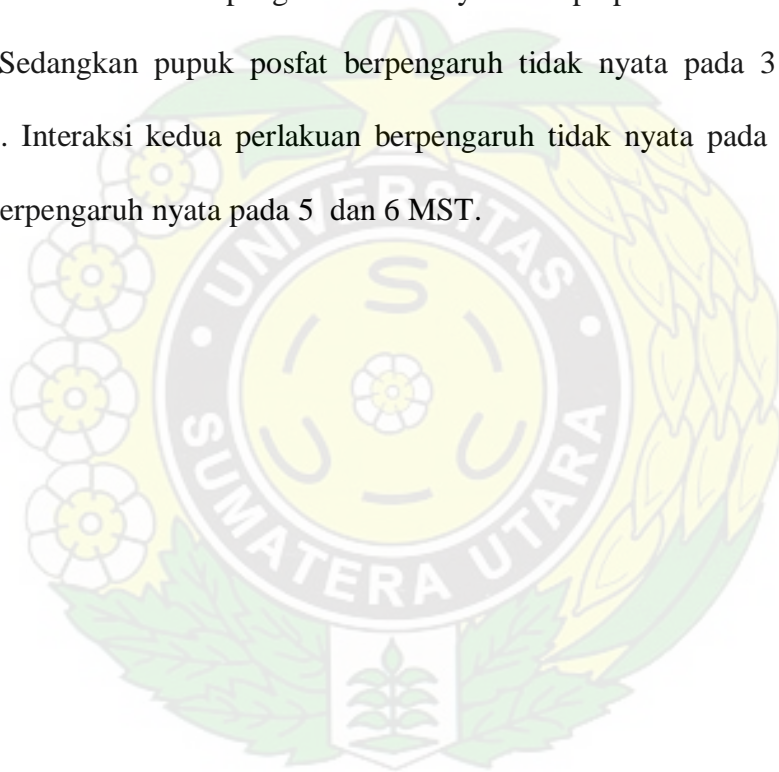 Sedangkan pupuk posfat berpengaruh tidak nyata pada 3
. Interaksi kedua perlakuan berpengaruh tidak nyata pada
erpengaruh nyata pada 5 dan 6 MST.
UNIVERSITAS
USU
SUMATERA UTARA